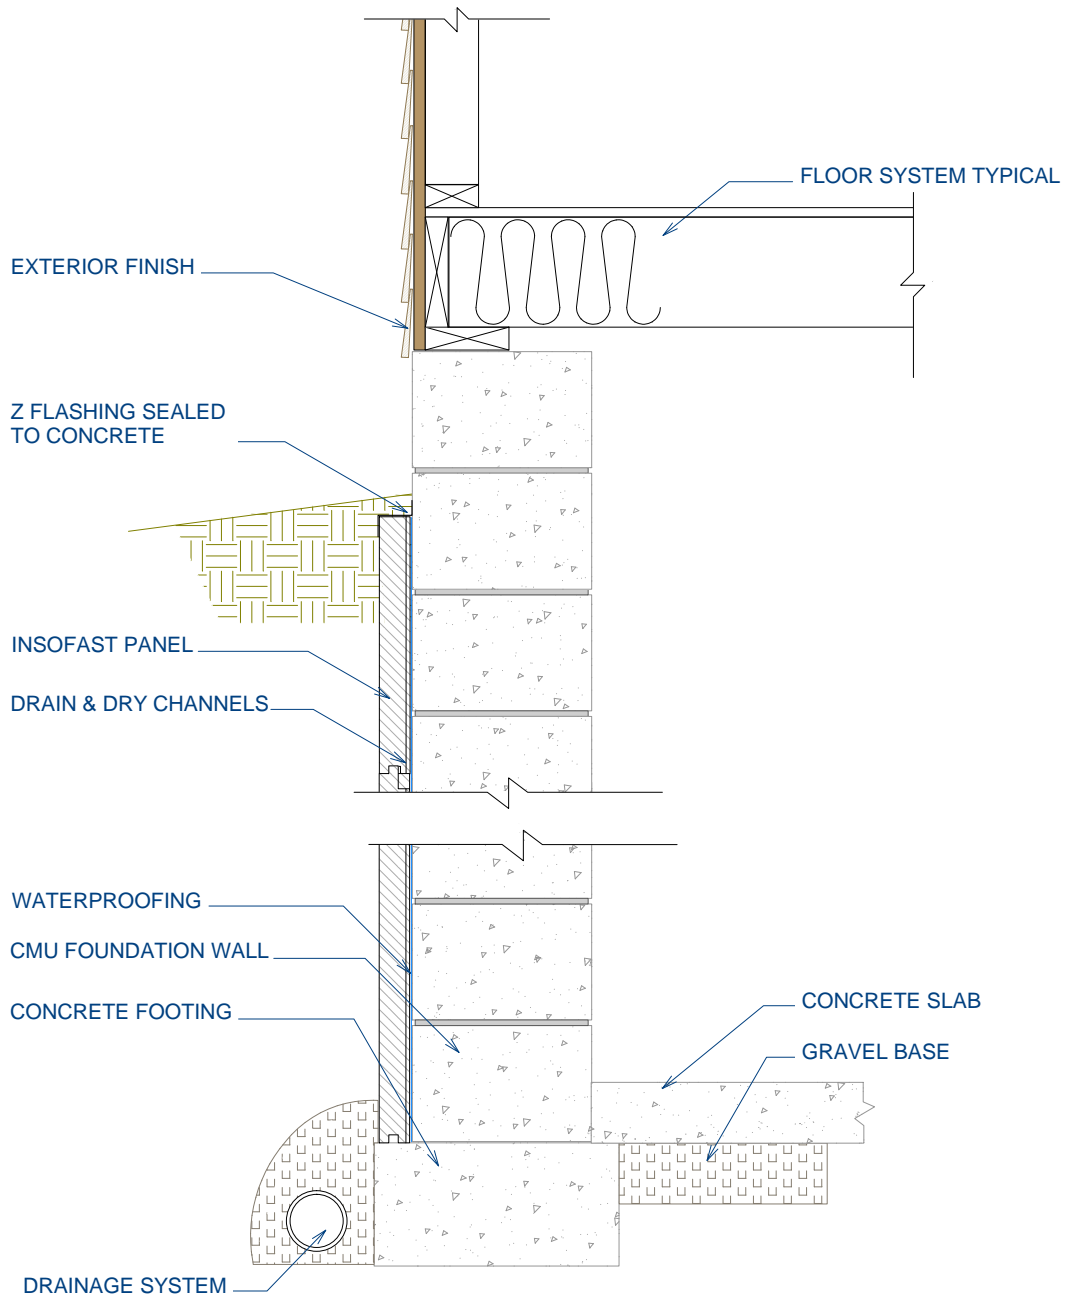 FLOOR SYSTEM TYPICAL
EXTERIOR FINISH
Z FLASHING SEALED
TO CONCRETE
INSOFAST PANEL
DRAIN & DRY CHANNELS
WATERPROOFING
CMU FOUNDATION WALL
CONCRETE FOOTING
CONCRETE SLAB
GRAVEL BASE
DRAINAGE SYSTEM